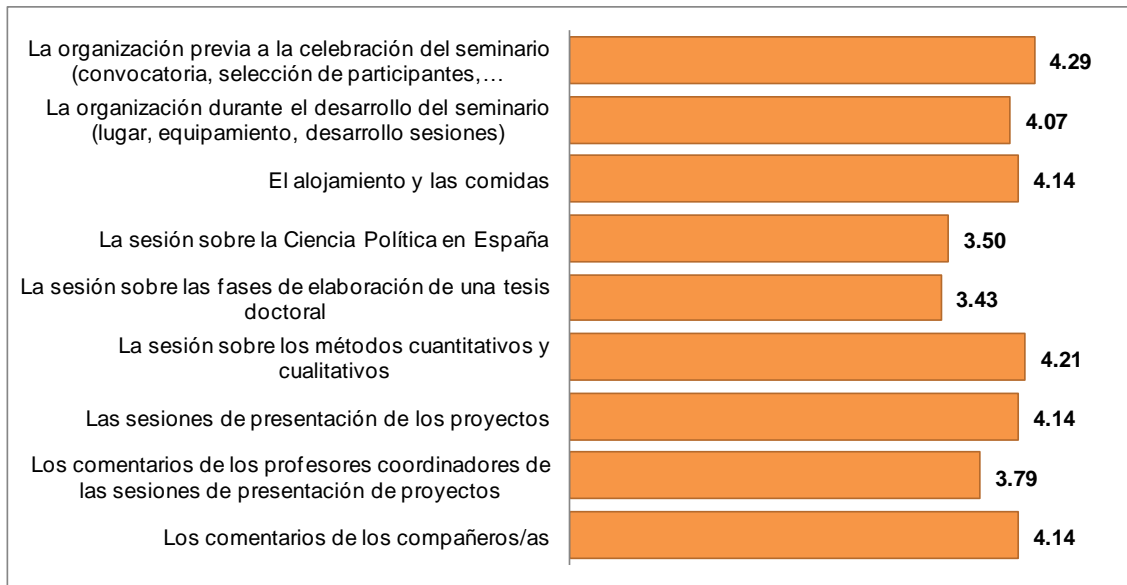 La organización previa a la celebración del seminario
(convocatoria, selección de participantes,…
4.29
La organización durante el desarrollo del seminario
(lugar, equipamiento, desarrollo sesiones)
4.07
El alojamiento y las comidas
4.14
La sesión sobre la Ciencia Política en España
3.50
La sesión sobre las fases de elaboración de una tesis
doctoral
3.43
La sesión sobre los métodos cuantitativos y
cualitativos
4.21
Las sesiones de presentación de los proyectos
4.14
Los comentarios de los profesores coordinadores de
las sesiones de presentación de proyectos
3.79
Los comentarios de los compañeros/as
4.14